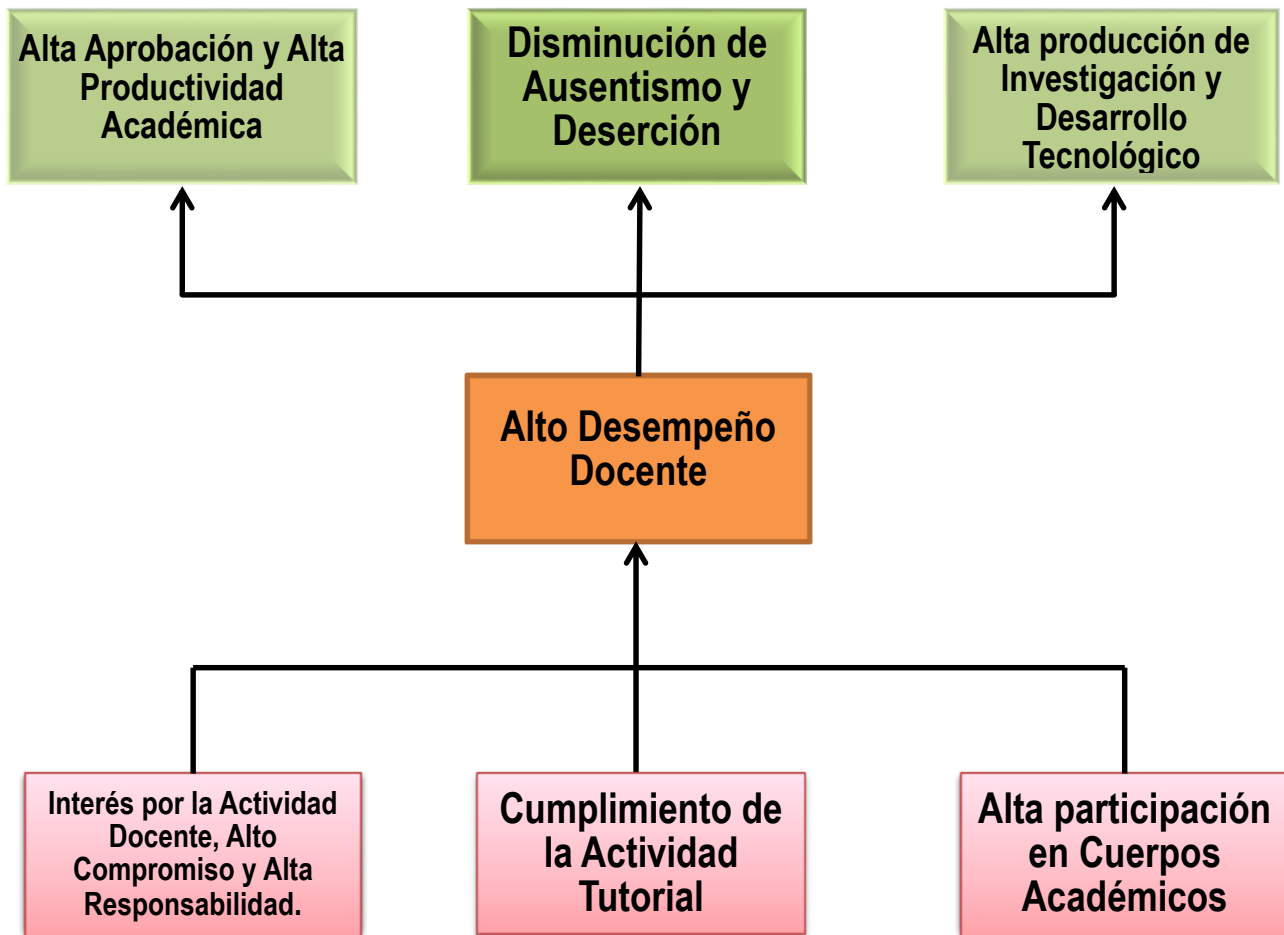 Alta Aprobación y Alta
Productividad
Académica
Disminución de
Ausentismo y
Deserción
Alta producción de
Investigación y
Desarrollo
Tecnológico
Alto Desempeño
Docente
Interés por la Actividad
Docente, Alto
Compromiso y Alta
Responsabilidad.
Cumplimiento de
la Actividad
Tutorial
Alta participación
en Cuerpos
Académicos